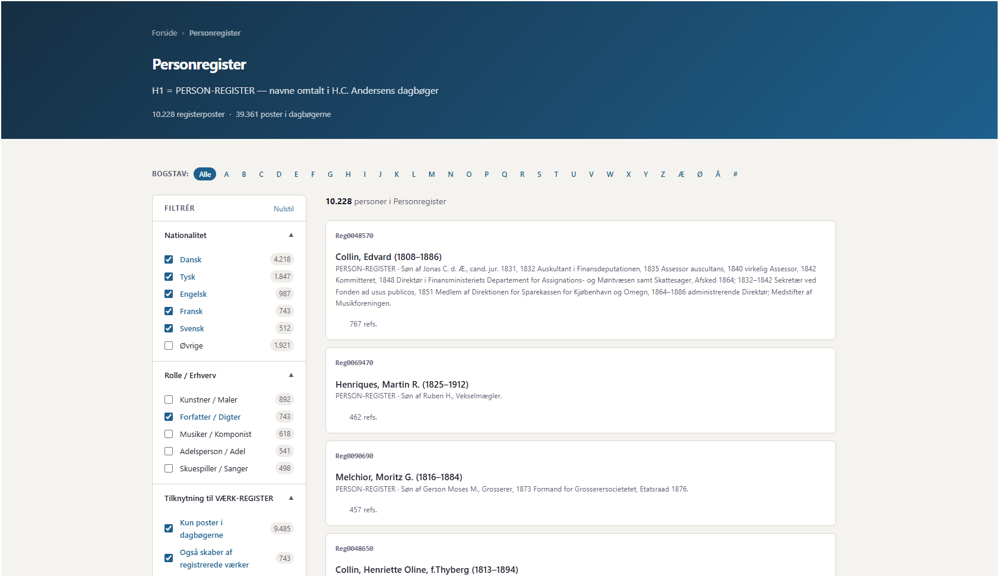 Forside › Personregister
Personregister
H1 = PERSON-REGISTER — navne omtalt i H.C. Andersens dagbøger
10.228 registerposter · 39.361 poster i dagbøgerne
BOGSTAV: Alle A B C D E F G H I J K L M N O P Q R S T U V W X Y Z Æ Ø Å #
FILTRÉR Nulstil
Nationalitet ▲
Dansk 4.218
Tysk 1.847
Engelsk 987
Fransk 743
Svensk 512
Øvrige 1.921
Rolle / Erhverv ▲
Kunstner / Maler 892
Forfatter / Digter 743
Musiker / Komponist 618
Adelsperson / Adel 541
Skuespiller / Sanger 498
Tilknytning til VÆRK-REGISTER ▲
Kun poster i
dagbøgerne 9.485
Også skaber af
registrerede værker 743
10.228 personer i Personregister
Reg0048570
Collin, Edvard (1808–1886)
PERSON-REGISTER · Søn af Jonas C. d. Æ., cand. jur. 1831, 1832 Auskultant i Finansdeputationen, 1835 Assessor auscultans, 1840 virkelig Assessor, 1842
Kommitteret, 1848 Direktør i Finansministeriets Departement for Assignations- og Møntvæsen samt Skattesager, Afsked 1864; 1832–1842 Sekretær ved
Fonden ad usus publicos, 1851 Medlem af Direktionen for Sparekassen for Kjøbenhavn og Omegn, 1864–1886 administrerende Direktør; Medstifter af
Musikforeningen.
767 refs.
Reg0069470
Henriques, Martin R. (1825–1912)
PERSON-REGISTER · Søn af Ruben H., Vekselmægler.
462 refs.
Reg0090690
Melchior, Moritz G. (1816–1884)
PERSON-REGISTER · Søn af Gerson Moses M., Grosserer, 1873 Formand for Grosserersocietetet, Etatsraad 1876.
457 refs.
Reg0048650
Collin, Henriette Oline, f.Thyberg (1813–1894)